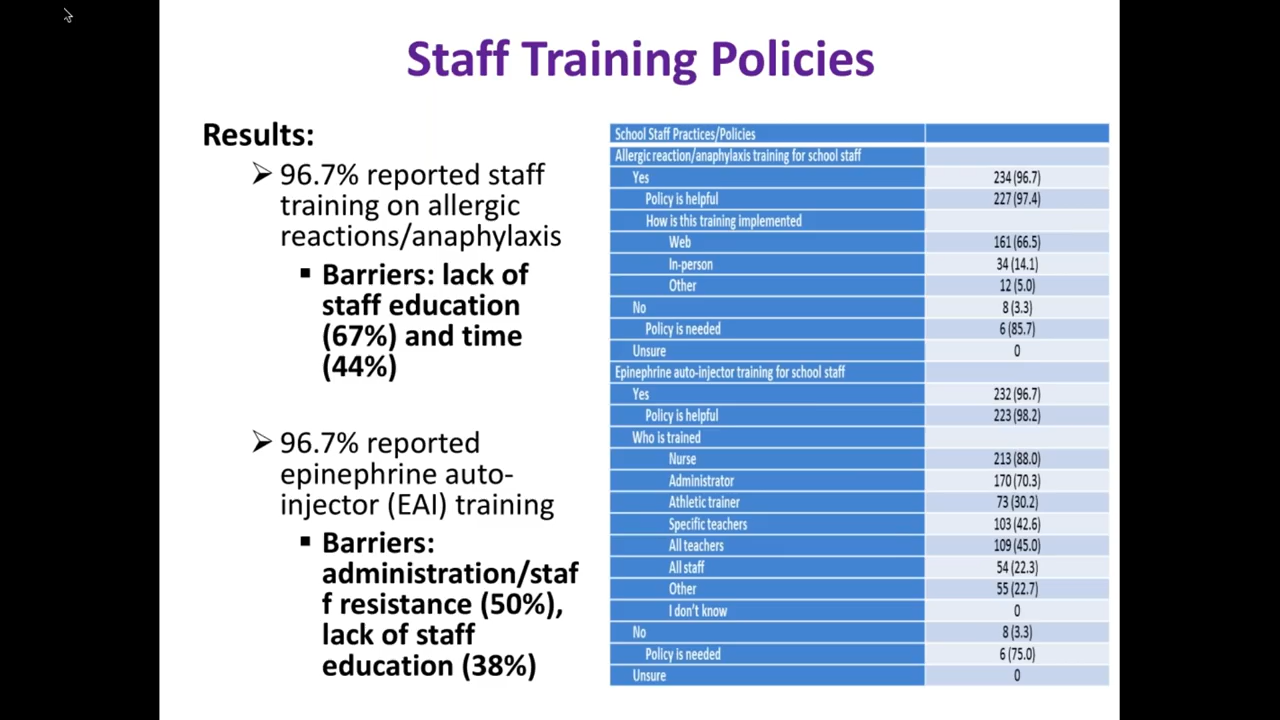 Staff Training Policies
Results:
➢ 96.7% reported staff
training on allergic
reactions/anaphylaxis
▪ Barriers: lack of
staff education
(67%) and time
(44%)
➢ 96.7% reported
epinephrine auto-
injector (EAI) training
▪ Barriers:
administration/staf
f resistance (50%),
lack of staff
education (38%)
School Staff Practices/Policies
Allergic reaction/anaphylaxis training for school staff
Yes 234 (96.7)
Policy is helpful 227 (97.4)
How is this training implemented
Web 161 (66.5)
In-person 34 (14.1)
Other 12 (5.0)
No 8 (3.3)
Policy is needed 6 (85.7)
Unsure 0
Epinephrine auto-injector training for school staff
Yes 232 (96.7)
Policy is helpful 223 (98.2)
Who is trained
Nurse 213 (88.0)
Administrator 170 (70.3)
Athletic trainer 73 (30.2)
Specific teachers 103 (42.6)
All teachers 109 (45.0)
All staff 54 (22.3)
Other 55 (22.7)
I don't know 0
No 8 (3.3)
Policy is needed 6 (75.0)
Unsure 0